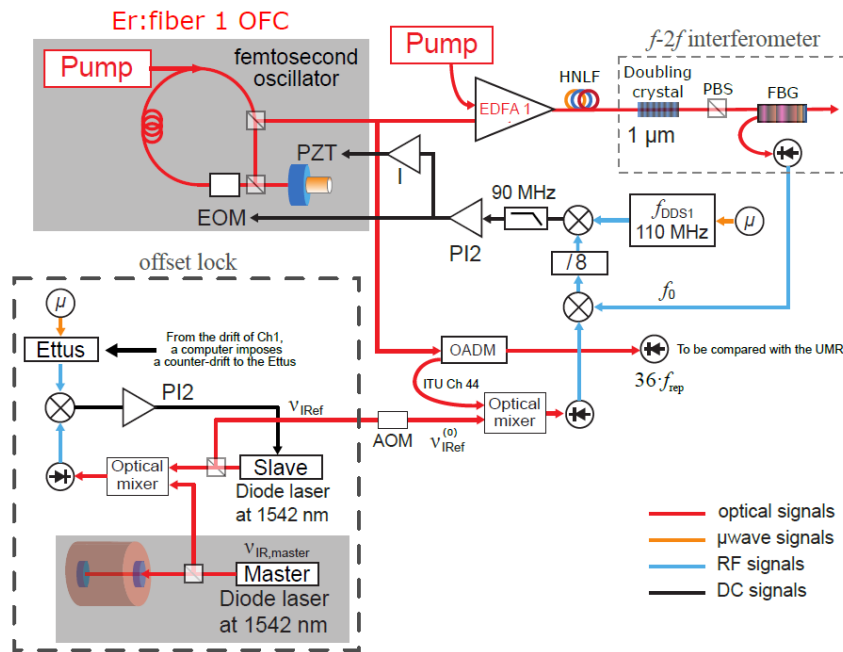 Er:fiber 1 OFC
Pump
femtosecond
oscillator
PZT
EOM
I
Pump
EDFA 1
HNLF
f-2f interferometer
Doubling
crystal
PBS
FBG
1 µm
90 MHz
PI2
fDDS1
110 MHz
µ
/ 8
f0
offset lock
µ
Ettus
From the drift of Ch1,
a computer imposes
a counter-drift to the Ettus
PI2
νIRef
OADM
ITU Ch 44
To be compared with the UMR
36·frep
Optical
mixer
AOM
ν(0)IRef
Optical
mixer
Slave
Diode laser
at 1542 nm
νIR,master
Master
Diode laser
at 1542 nm
optical signals
µwave signals
RF signals
DC signals